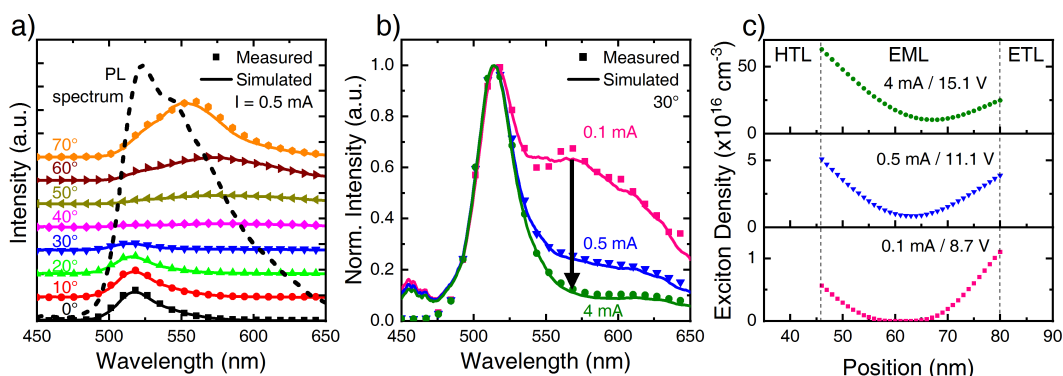 a)
Intensity (a.u.)
PL
spectrum
Measured
Simulated
I = 0.5 mA
70°
60°
50°
40°
30°
20°
10°
0°
450 500 550 600 650
Wavelength (nm)
b)
Norm. Intensity (a.u.)
1.0
0.8
0.6
0.4
0.2
0.0
Measured
Simulated
30°
0.1 mA
0.5 mA
4 mA
450 500 550 600 650
Wavelength (nm)
c)
Exciton Density (x10¹⁶ cm⁻³)
HTL EML ETL
4 mA / 15.1 V
50
0
0.5 mA / 11.1 V
5
0
0.1 mA / 8.7 V
1
0
40 50 60 70 80 90
Position (nm)